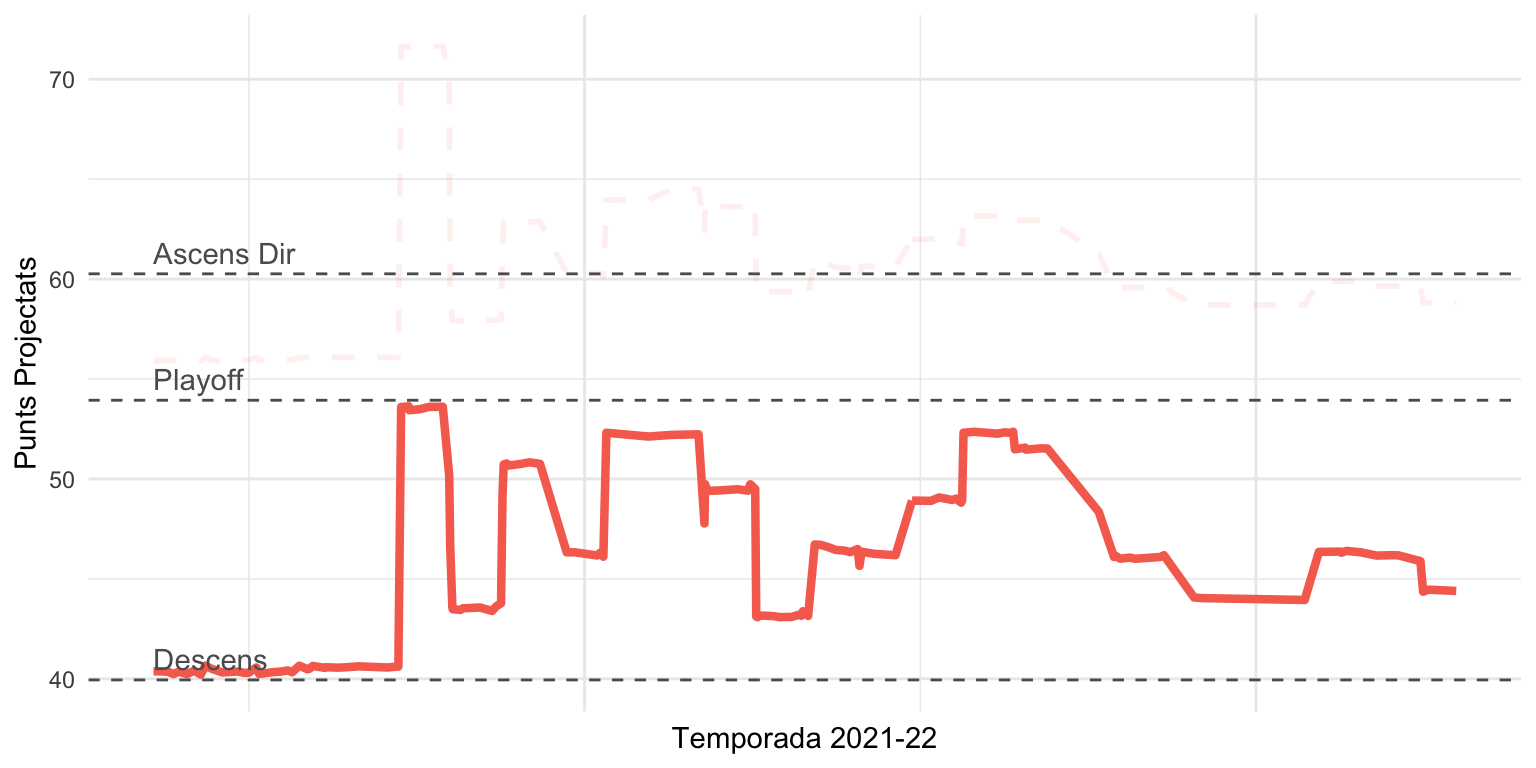 70
60
50
40
Punts Projectats
Ascens Dir
Playoff
Descens
Temporada 2021-22